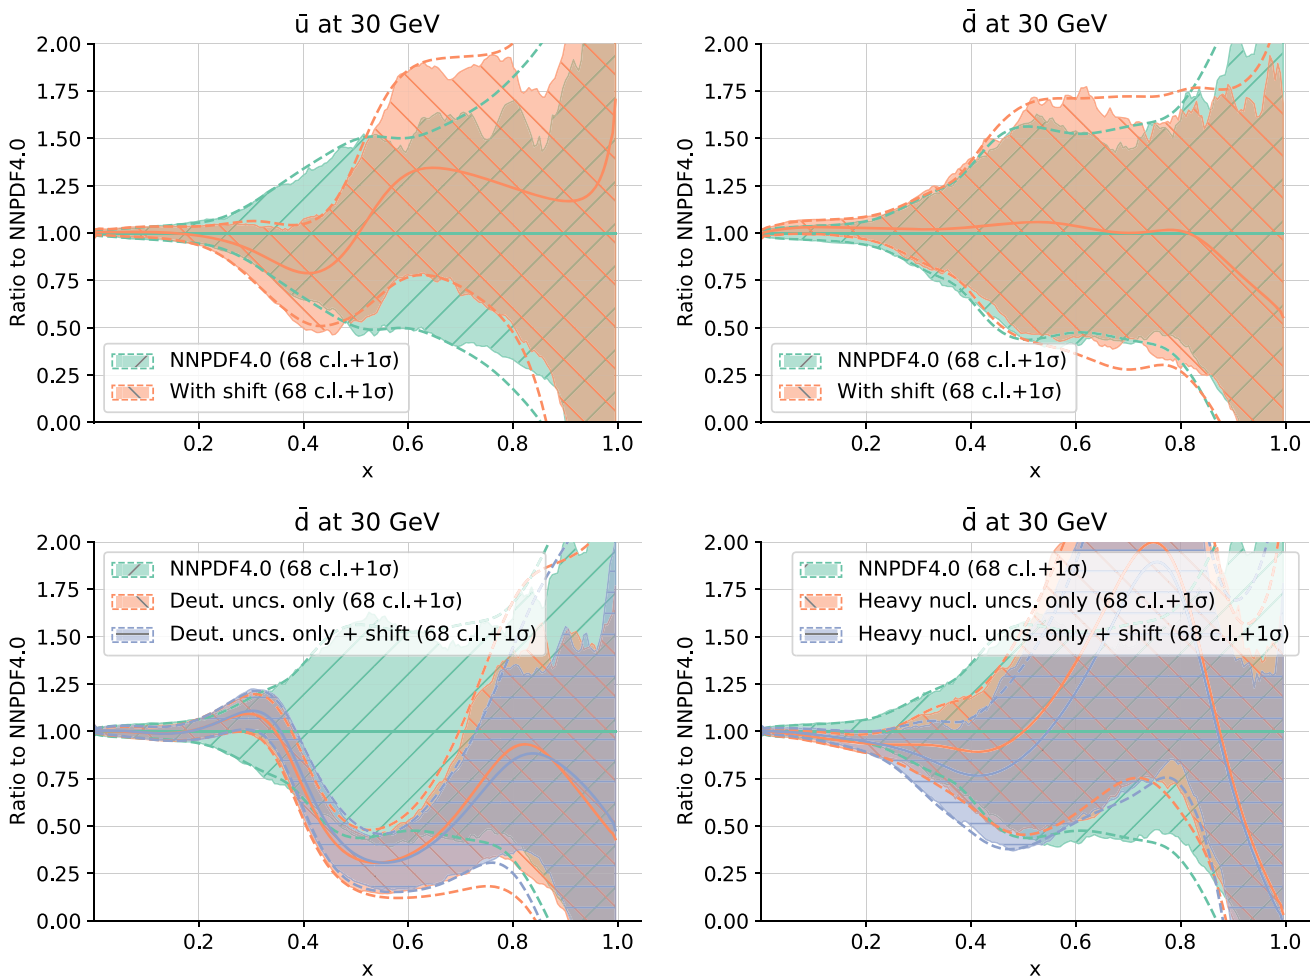 ū at 30 GeV
Ratio to NNPDF4.0
2.00
1.75
1.50
1.25
1.00
0.75
0.50
0.25
0.00
NNPDF4.0 (68 c.l.+1σ)
With shift (68 c.l.+1σ)
0.2 0.4 0.6 0.8 1.0
x
d̄ at 30 GeV
Ratio to NNPDF4.0
2.00
1.75
1.50
1.25
1.00
0.75
0.50
0.25
0.00
NNPDF4.0 (68 c.l.+1σ)
With shift (68 c.l.+1σ)
0.2 0.4 0.6 0.8 1.0
x
d̄ at 30 GeV
Ratio to NNPDF4.0
2.00
1.75
1.50
1.25
1.00
0.75
0.50
0.25
0.00
NNPDF4.0 (68 c.l.+1σ)
Deut. uncs. only (68 c.l.+1σ)
Deut. uncs. only + shift (68 c.l.+1σ)
0.2 0.4 0.6 0.8 1.0
x
d̄ at 30 GeV
Ratio to NNPDF4.0
2.00
1.75
1.50
1.25
1.00
0.75
0.50
0.25
0.00
NNPDF4.0 (68 c.l.+1σ)
Heavy nucl. uncs. only (68 c.l.+1σ)
Heavy nucl. uncs. only + shift (68 c.l.+1σ)
0.2 0.4 0.6 0.8 1.0
x